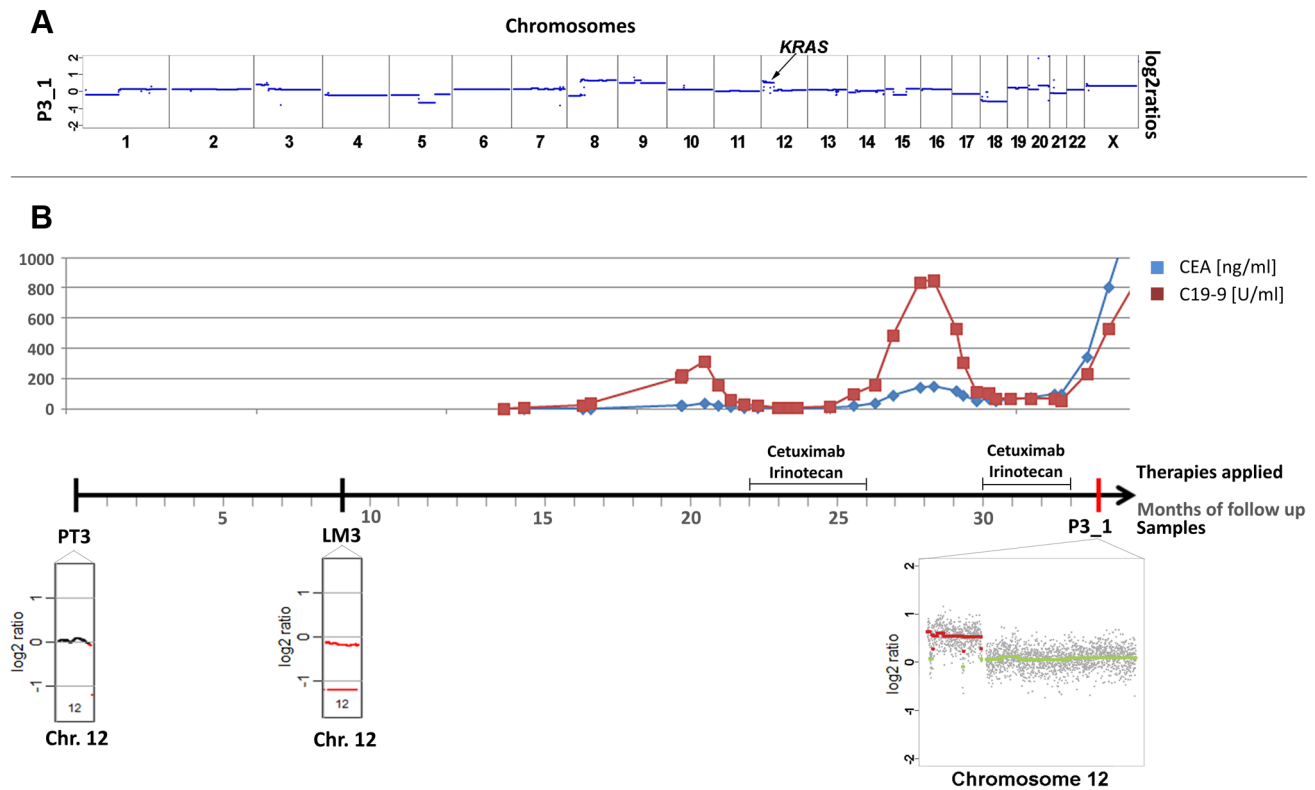 A
Chromosomes
KRAS
P3_1
2
1
0
-1
-2
log2ratios
1 2 3 4 5 6 7 8 9 10 11 12 13 14 15 16 17 18 19 20 21 22 X
B
1000
800
600
400
200
0
CEA [ng/ml]
C19-9 [U/ml]
Cetuximab
Irinotecan
Cetuximab
Irinotecan
Therapies applied
5 10 15 20 25 30
Months of follow up
PT3
LM3
P3_1
Samples
log2 ratio
1
0
-1
12
Chr. 12
log2 ratio
1
0
-1
12
Chr. 12
log2 ratio
2
1
0
-1
-2
Chromosome 12